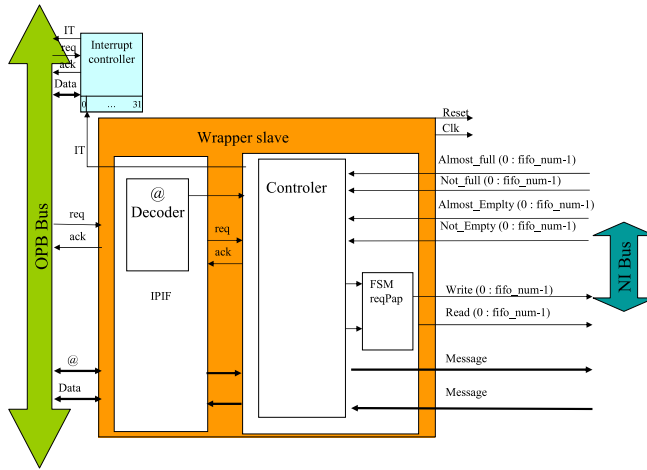 IT
req
ack
Data
Interrupt
controller
0 ... 31
Reset
Clk
Wrapper slave
IT
Almost_full (0 : fifo_num-1)
Not_full (0 : fifo_num-1)
Almost_Emplty (0 : fifo_num-1)
Not_Empty (0 : fifo_num-1)
@
Decoder
Controler
req
ack
req
ack
OPB Bus
NI Bus
IPIF
FSM
reqPap
Write (0 : fifo_num-1)
Read (0 : fifo_num-1)
@
Data
Message
Message